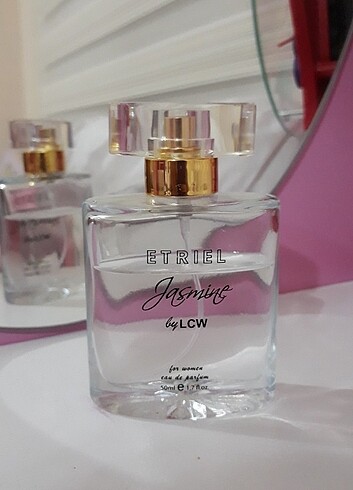 ETRIEL
Jasmine
by LCW
for women
eau de parfum
50ml e 1.7 fl.oz